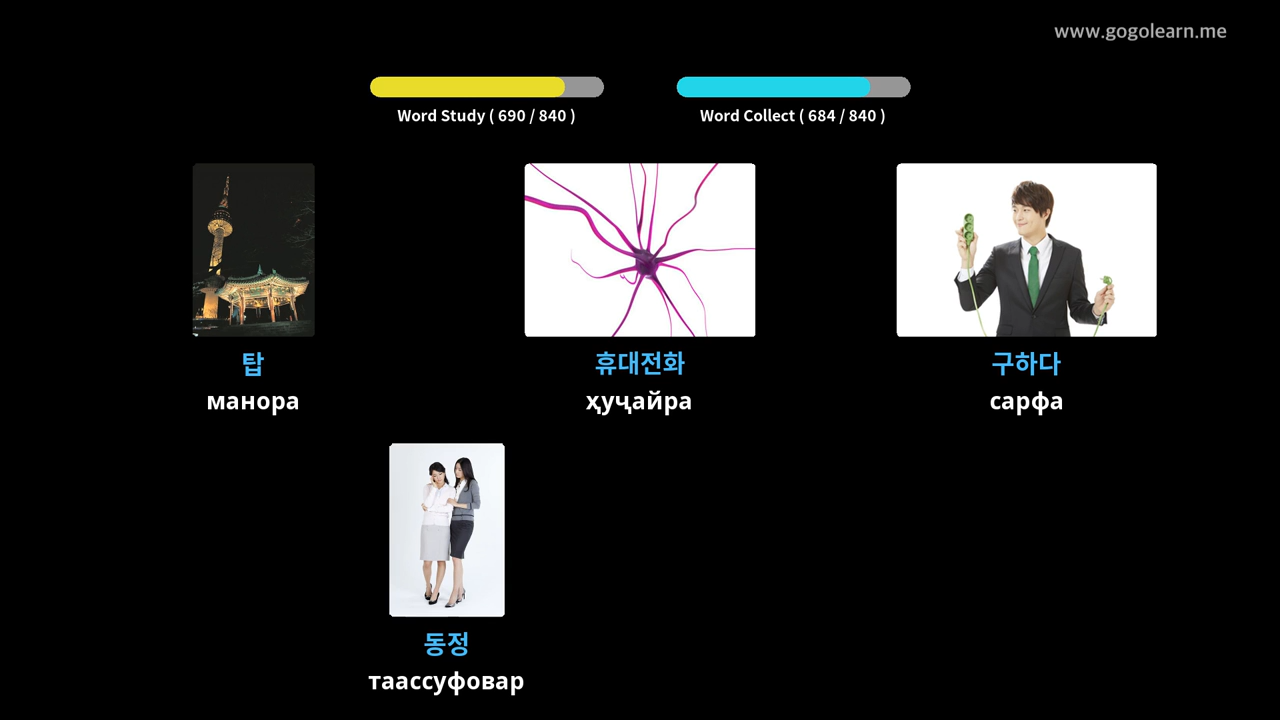 www.gogolearn.me
Word Study ( 690 / 840 )
Word Collect ( 684 / 840 )
탑
манора
휴대전화
ҳуҷайра
구하다
сарфа
동정
таассуфовар